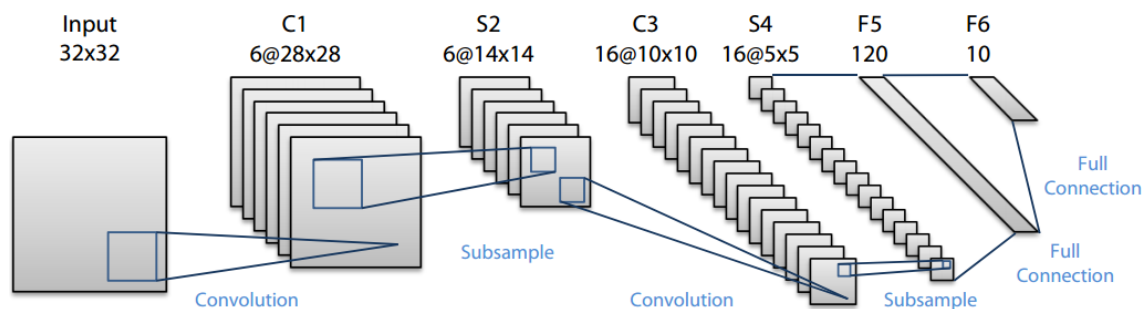 Input
32x32
C1
6@28x28
S2
6@14x14
C3
16@10x10
S4
16@5x5
F5
120
F6
10
Convolution
Subsample
Convolution
Subsample
Full
Connection
Full
Connection